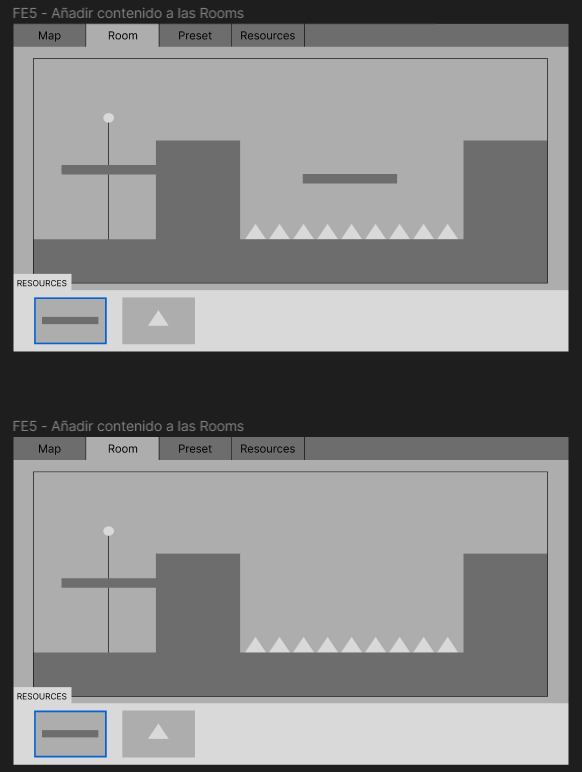 FE5 - Añadir contenido a las Rooms
Map Room Preset Resources
RESOURCES
FE5 - Añadir contenido a las Rooms
Map Room Preset Resources
RESOURCES